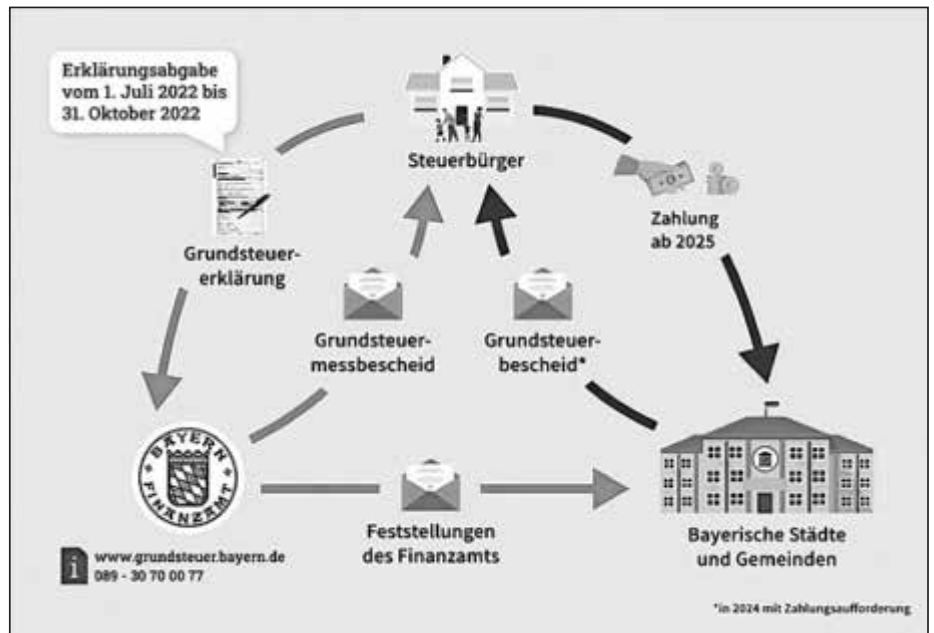 Erklärungsabgabe
vom 1. Juli 2022 bis
31. Oktober 2022
Steuerbürger
Grundsteuer-
erklärung
Zahlung
ab 2025
Grundsteuer-
messbescheid
Grundsteuer-
bescheid*
BAYERN
FINANZAMT
Feststellungen
des Finanzamts
Bayerische Städte
und Gemeinden
i
www.grundsteuer.bayern.de
089 - 30 70 00 77
*in 2024 mit Zahlungsaufforderung